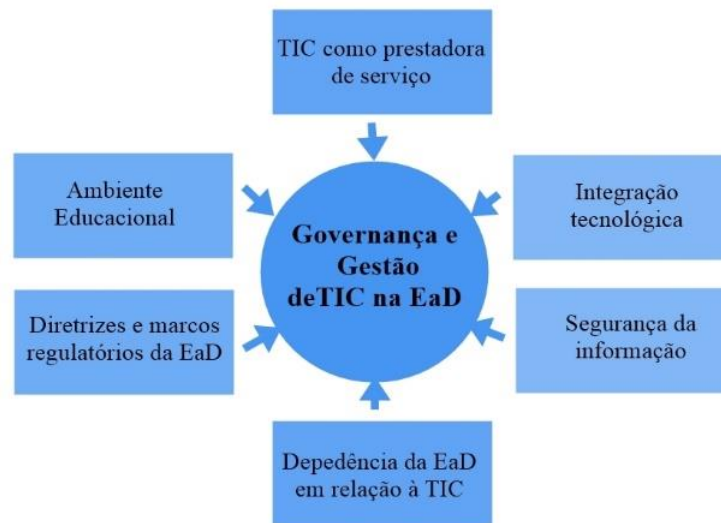 TIC como prestadora
de serviço
Ambiente
Educacional
Integração
tecnológica
Governança e
Gestão
deTIC na EaD
Diretrizes e marcos
regulatórios da EaD
Segurança da
informação
Depedência da EaD
em relação à TIC